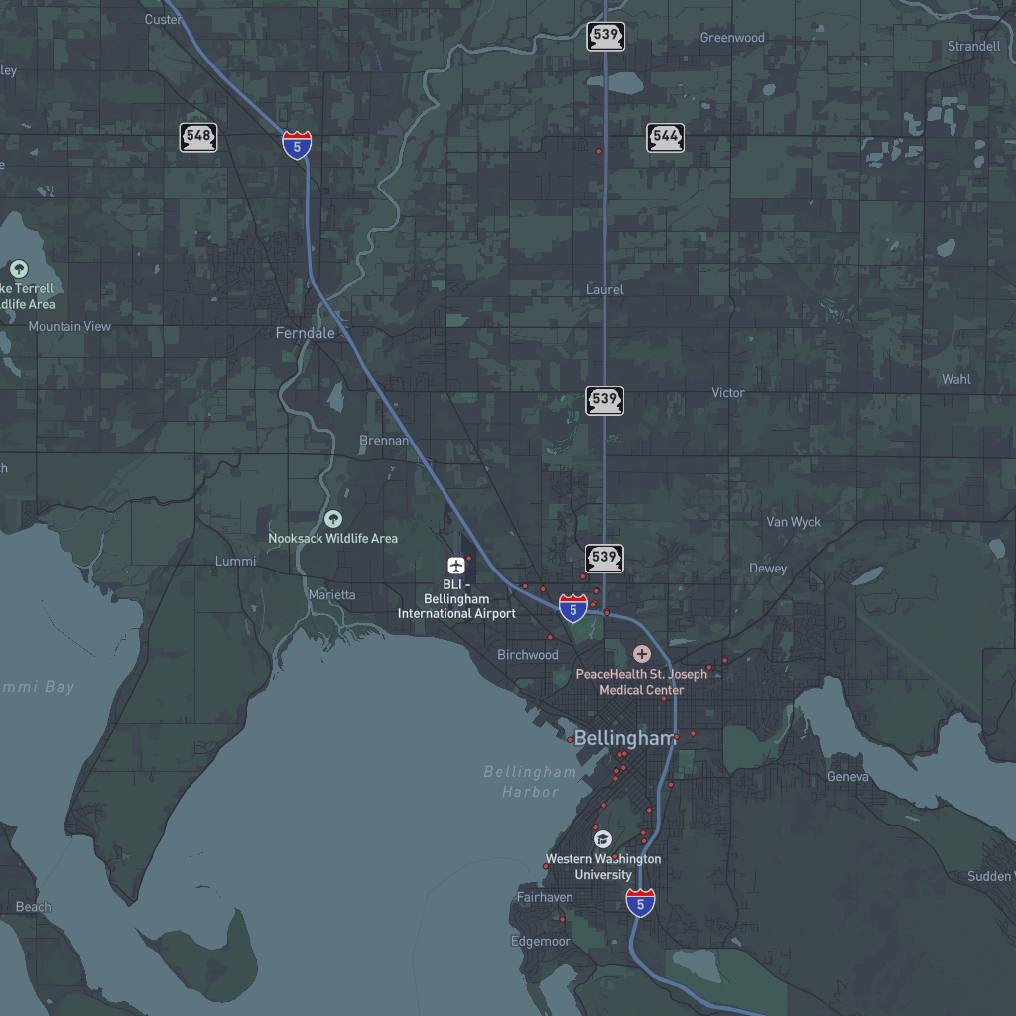 Custer
539
Greenwood
Strandell
ley
548
5
544
ke Terrell
dlife Area
Laurel
Mountain View
Ferndale
Wahl
Victor
539
Brennan
Van Wyck
Nooksack Wildlife Area
539
Lummi
Dewey
BLI -
Bellingham
International Airport
Marietta
5
Birchwood
PeaceHealth St. Joseph
Medical Center
mmi Bay
Bellingham
Bellingham
Harbor
Geneva
Western Washington
University
Sudden
Fairhaven
5
Beach
Edgemoor